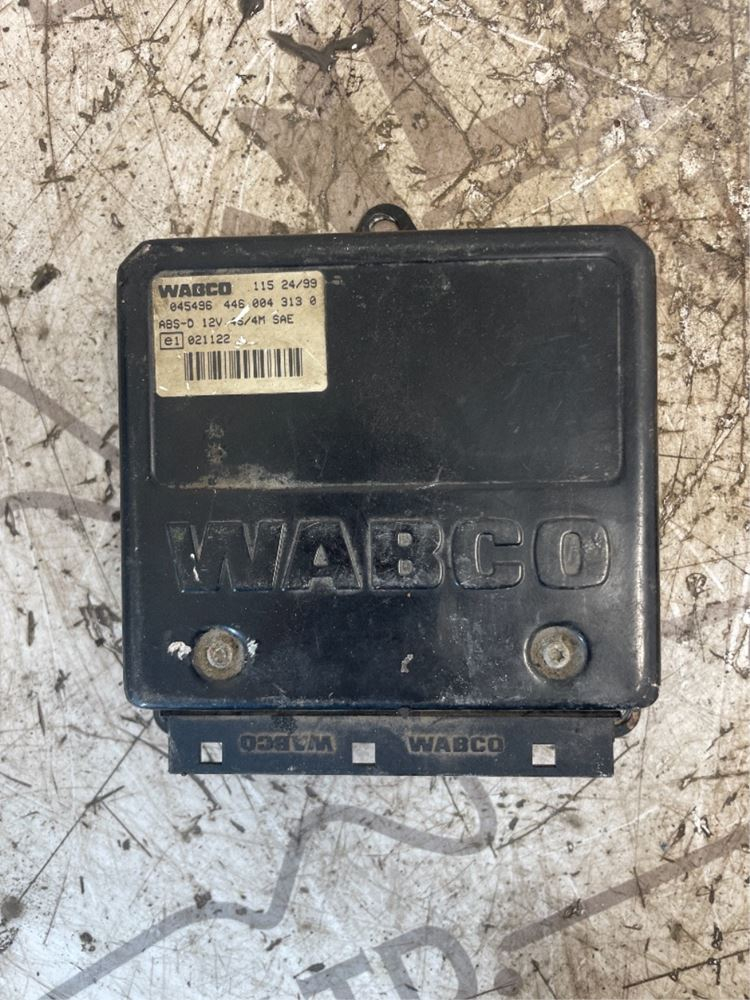 WABCO 115 24/99
045496 446 004 313 0
ABS-D 12V 4S/4M SAE
e1 021122
WABCO
WABCO WABCO
TD.